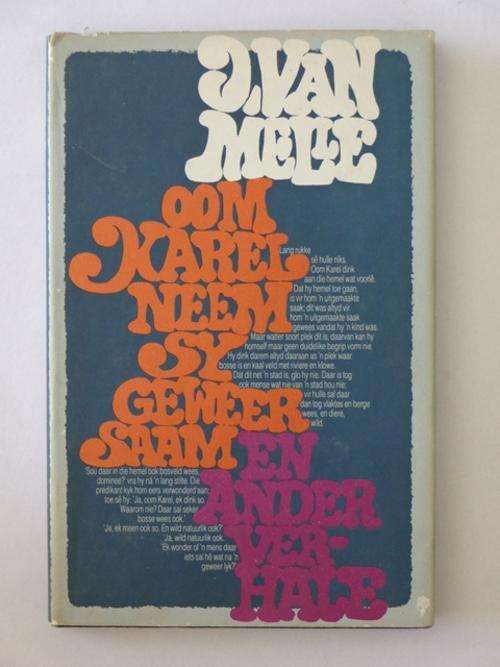 J. VAN
MELLE
OOM
KAREL
NEEM
SY
GEWEER
SAAM
EN
ANDER
VER-
HALE
Lang rukke
sê hulle niks.
Oom Karel dink
aan die hemel wat voorlê.
Dat hy hemel toe gaan,
is vir hom 'n uitgemaakte
saak; dit was altyd vir
hom 'n uitgemaakte saak
gewees vandat hy 'n kind was.
Maar watter soort plek dit is, daarvan kan hy
homself maar geen duidelike begrip vorm nie.
Hy dink darem altyd daaraan as 'n plek waar
bosse is en kaal veld met riviere en klowe.
Dat dit net 'n stad is, glo hy nie. Daar is tog
ook mense wat nie van 'n stad hou nie;
vir hulle sal daar
dan tog vlaktes en berge
wees, en diere,
wild.
'Sou daar in die hemel ook bosveld wees,
dominee?' vra hy ná 'n lang stilte. Die
predikant kyk hom eers verwonderd aan;
toe sê hy: 'Ja, oom Karel, ek dink so.
Waarom nie? Daar sal seker
bosse wees ook.'
'Ja, ek meen ook so. En wild natuurlik ook?'
'Ja, wild natuurlik ook.'
'Ek wonder of 'n mens daar
iets sal hê wat na 'n
geweer lyk?'